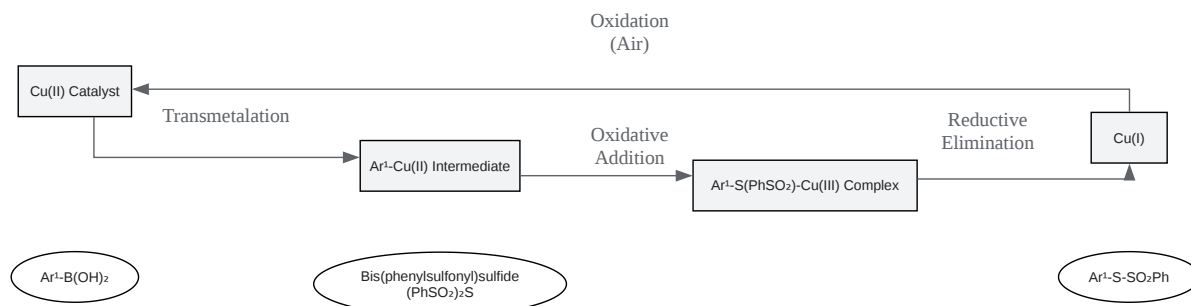 Oxidation
(Air)
Cu(II) Catalyst
Transmetalation
Ar¹-Cu(II) Intermediate
Oxidative
Addition
Ar¹-S(PhSO₂)-Cu(III) Complex
Reductive
Elimination
Cu(I)
Ar¹-B(OH)₂
Bis(phenylsulfonyl)sulfide
(PhSO₂)₂S
Ar¹-S-SO₂Ph